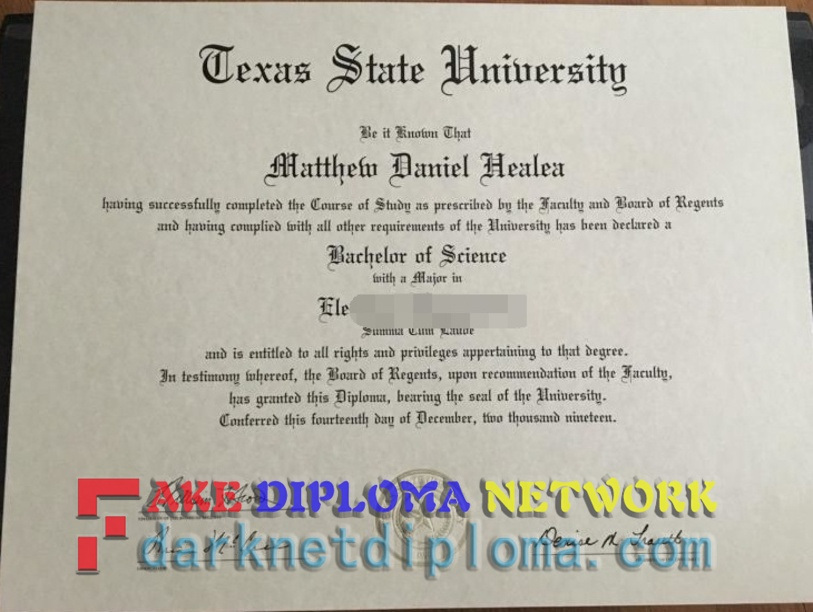 Texas State University
Be it Known That
Matthew Daniel Healea
having successfully completed the Course of Study as prescribed by the Faculty and Board of Regents
and having complied with all other requirements of the University has been declared a
Bachelor of Science
with a Major in
Ele
Summa Cum Laude
and is entitled to all rights and privileges appertaining to that degree.
In testimony whereof, the Board of Regents, upon recommendation of the Faculty,
has granted this Diploma, bearing the seal of the University.
Conferred this fourteenth day of December, two thousand nineteen.
FAKE DIPLOMA NETWORK
darknetdiploma.com